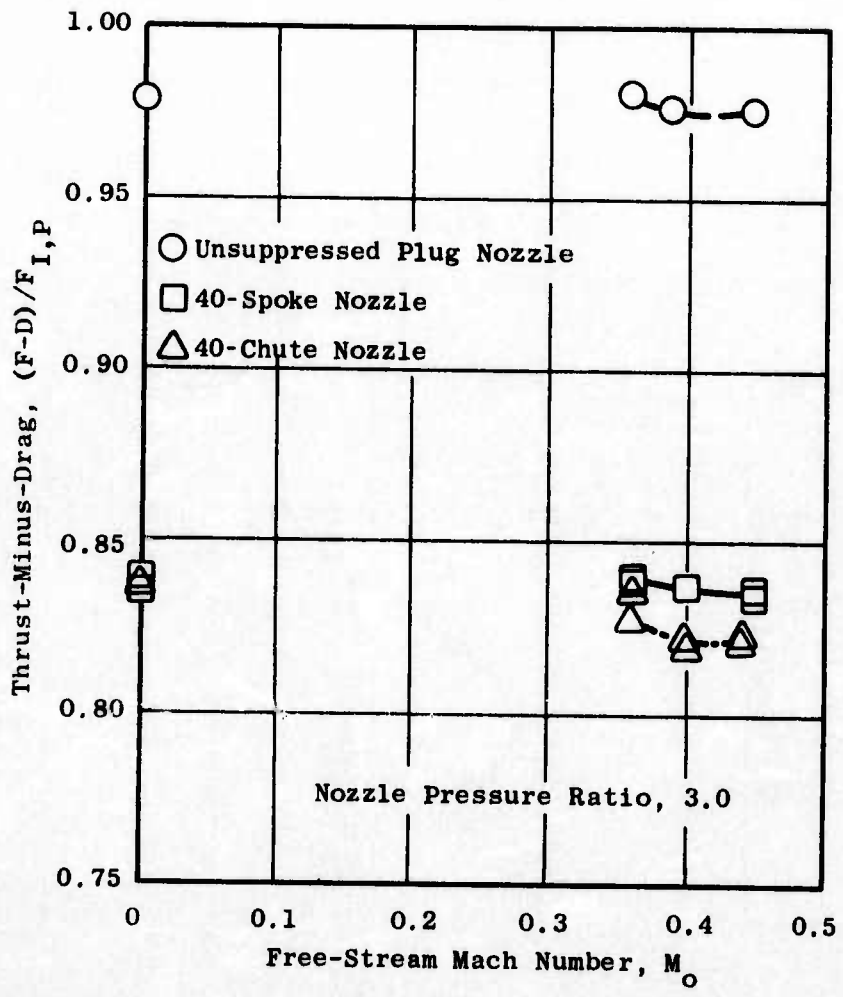 1.00
0.95
0.90
0.85
0.80
0.75
Thrust-Minus-Drag, (F-D)/F_I,P
Unsuppressed Plug Nozzle
40-Spoke Nozzle
40-Chute Nozzle
Nozzle Pressure Ratio, 3.0
0 0.1 0.2 0.3 0.4 0.5
Free-Stream Mach Number, M_o